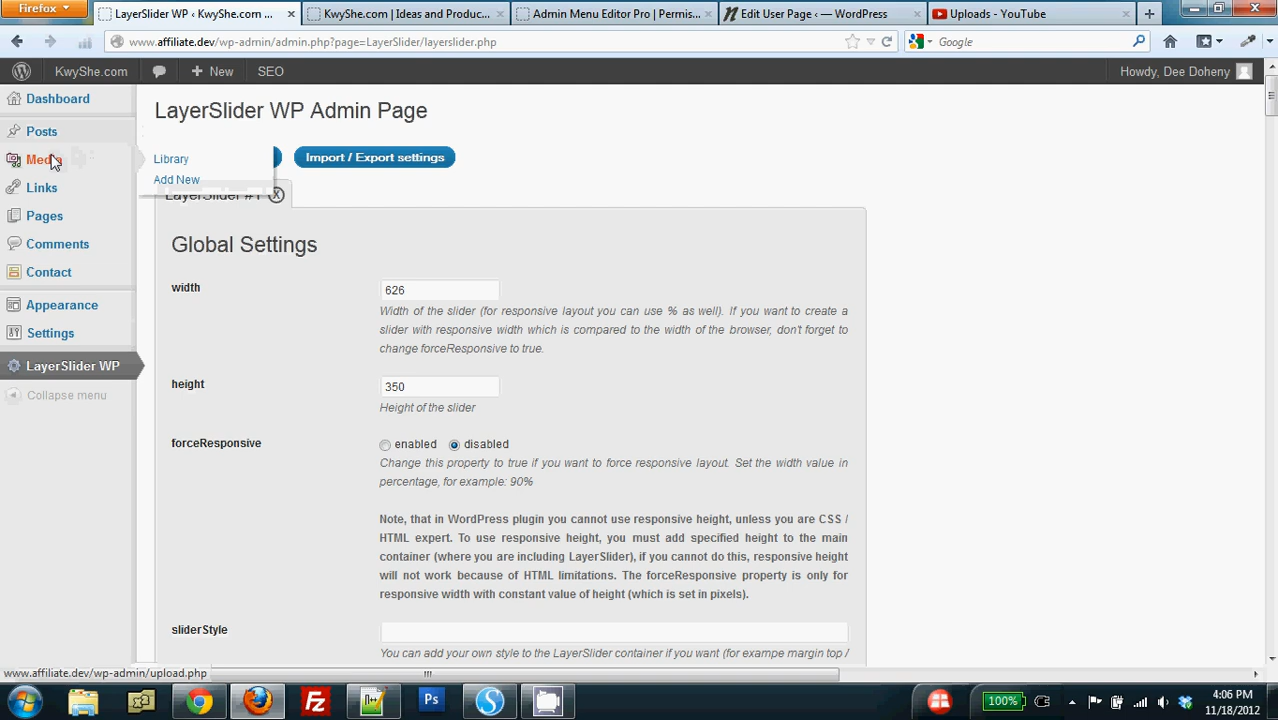 Firefox
LayerSlider WP ‹ KwyShe.com ...
KwyShe.com | Ideas and Produc...
Admin Menu Editor Pro | Permis...
Edit User Page ‹ — WordPress
Uploads - YouTube
www.affiliate.dev/wp-admin/admin.php?page=LayerSlider/layerslider.php
Google
KwyShe.com
New
SEO
Howdy, Dee Doheny
Dashboard
Posts
Media
Links
Pages
Comments
Contact
Appearance
Settings
LayerSlider WP
Collapse menu
Library
Add New
LayerSlider WP Admin Page
Import / Export settings
LayerSlider #1 X
Global Settings
width
626
Width of the slider (for responsive layout you can use % as well). If you want to create a
slider with responsive width which is compared to the width of the browser, don't forget to
change forceResponsive to true.
height
350
Height of the slider
forceResponsive
enabled disabled
Change this property to true if you want to force responsive layout. Set the width value in
percentage, for example: 90%
Note, that in WordPress plugin you cannot use responsive height, unless you are CSS /
HTML expert. To use responsive height, you must add specified height to the main
container (where you are including LayerSlider), if you cannot do this, responsive height
will not work because of HTML limitations. The forceResponsive property is only for
responsive width with constant value of height (which is set in pixels).
sliderStyle
You can add your own style to the LayerSlider container if you want (for exampe margin top /
www.affiliate.dev/wp-admin/upload.php
Fz
Ps
100%
4:06 PM
11/18/2012